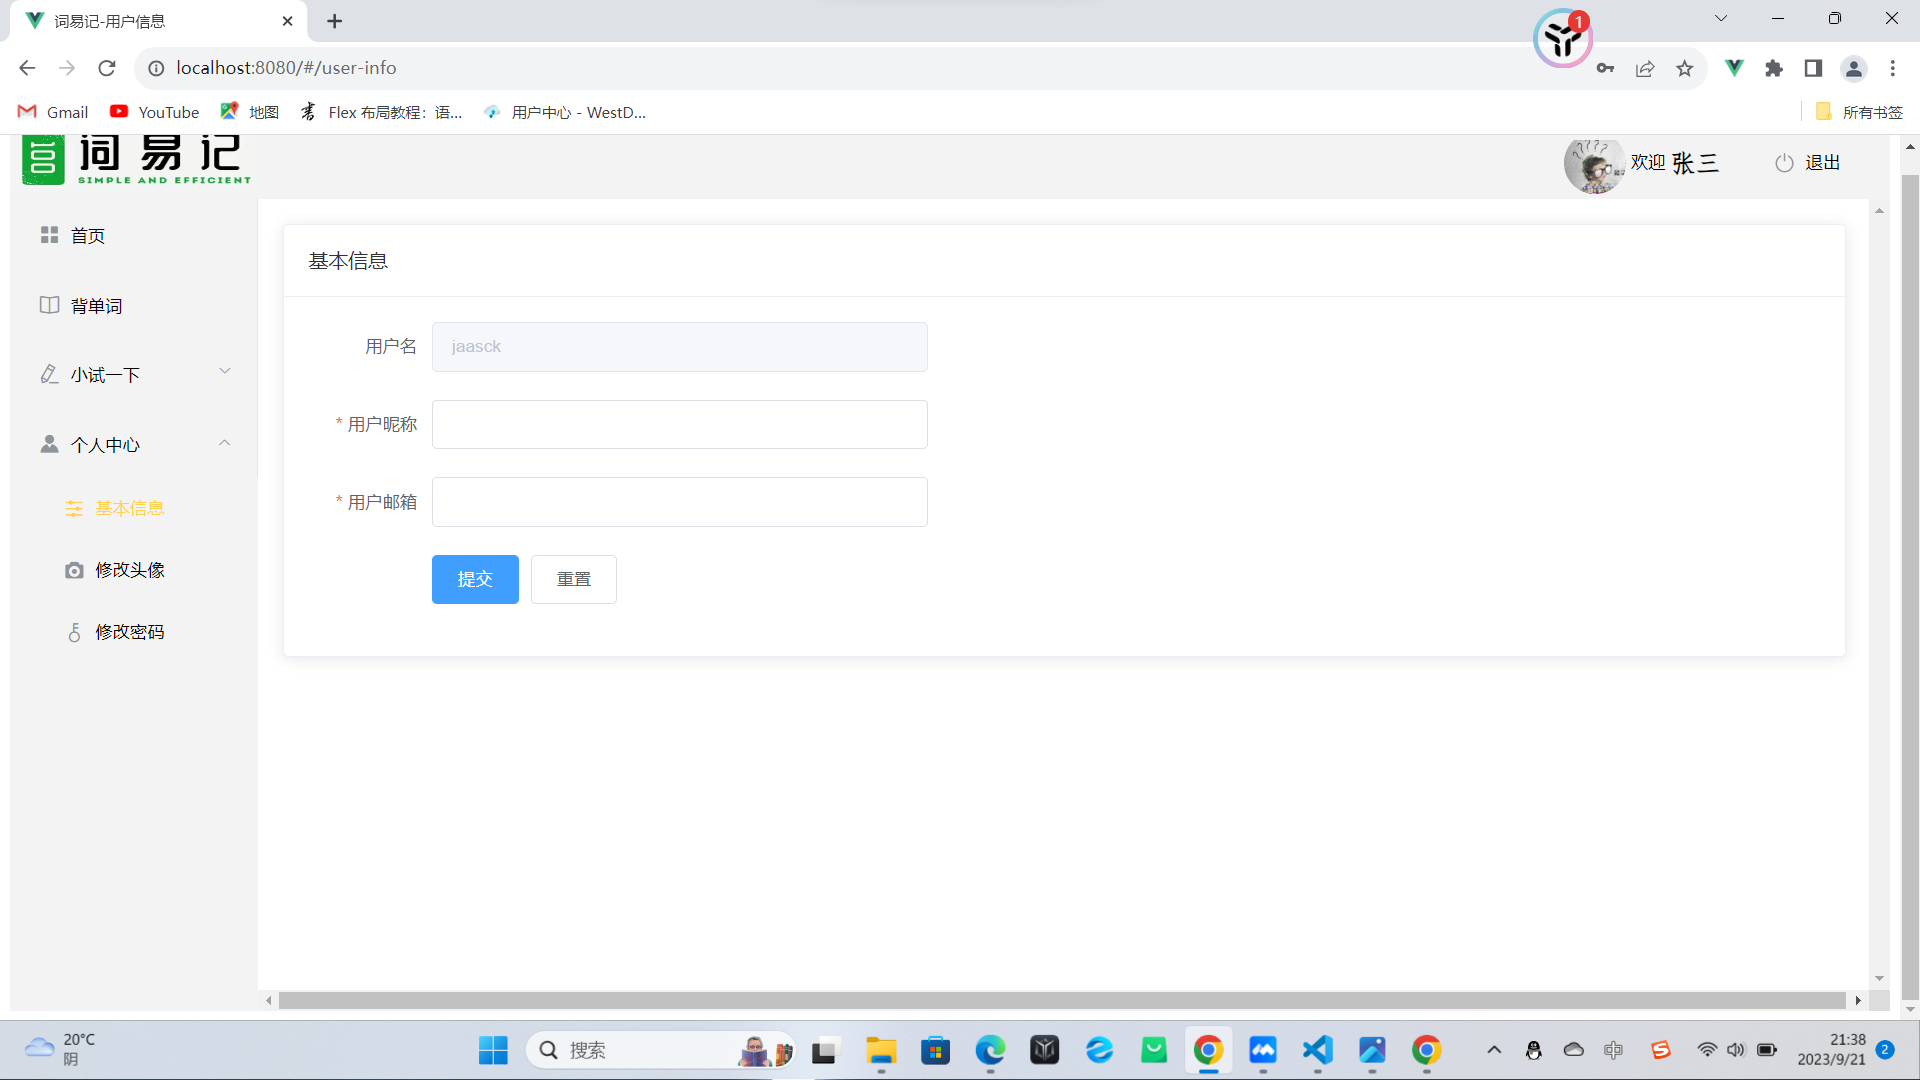 词易记-用户信息
localhost:8080/#/user-info
Gmail
YouTube
地图
Flex 布局教程：语...
用户中心 - WestD...
所有书签
1
词易记
SIMPLE AND EFFICIENT
欢迎 张三
退出
首页
背单词
小试一下
个人中心
基本信息
修改头像
修改密码
基本信息
用户名
jaasck
* 用户昵称
* 用户邮箱
提交
重置
20°C
阴
搜索
中
21:38
2023/9/21
2